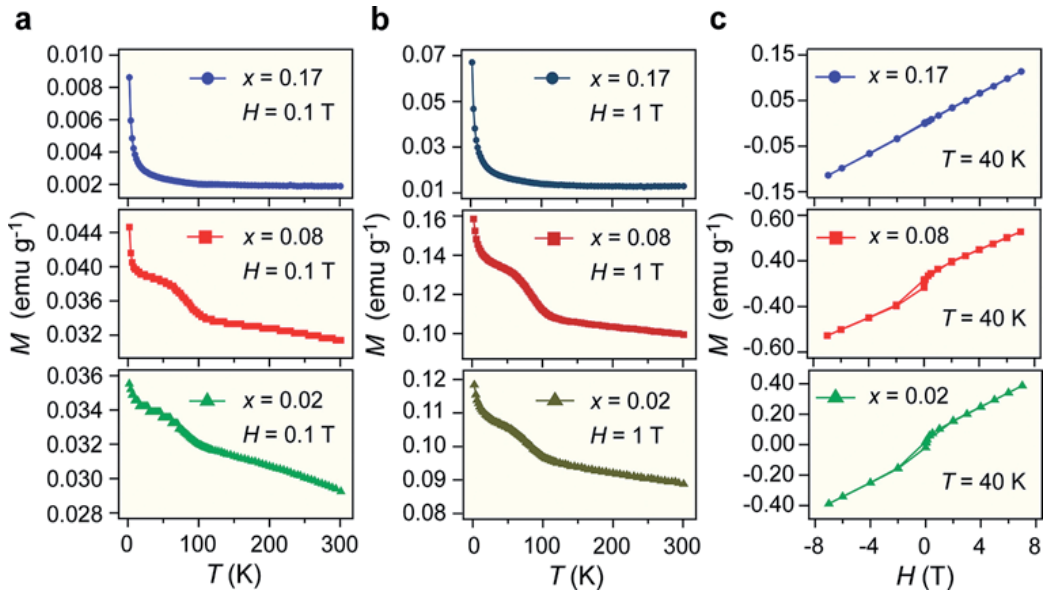 a
0.010
0.008
0.006
0.004
0.002
x = 0.17
H = 0.1 T
0.044
0.040
0.036
0.032
x = 0.08
H = 0.1 T
0.036
0.034
0.032
0.030
0.028
x = 0.02
H = 0.1 T
M (emu g-1)
0 100 200 300
T (K)
b
0.07
0.05
0.03
0.01
x = 0.17
H = 1 T
0.16
0.14
0.12
0.10
x = 0.08
H = 1 T
0.12
0.11
0.10
0.09
0.08
x = 0.02
H = 1 T
M (emu g-1)
0 100 200 300
T (K)
c
0.15
0.05
-0.05
-0.15
x = 0.17
T = 40 K
0.60
0.40
-0.40
-0.60
x = 0.08
T = 40 K
0.40
0.00
-0.40
x = 0.02
T = 40 K
M (emu g-1)
-8 -4 0 4 8
H (T)